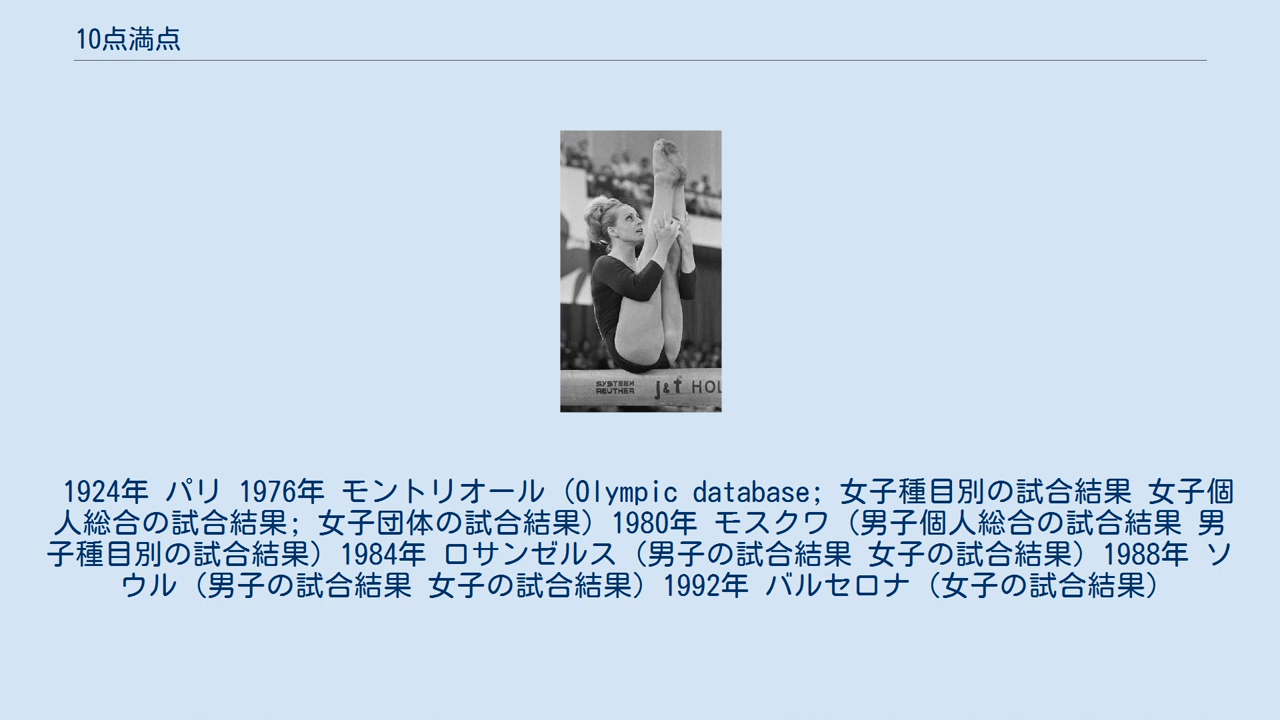 10点満点
SYSTEEM
REUTHER
j&f HOL
1924年 パリ 1976年 モントリオール（Olympic database; 女子種目別の試合結果 女子個
人総合の試合結果; 女子団体の試合結果）1980年 モスクワ（男子個人総合の試合結果 男
子種目別の試合結果）1984年 ロサンゼルス（男子の試合結果 女子の試合結果）1988年 ソ
ウル（男子の試合結果 女子の試合結果）1992年 バルセロナ（女子の試合結果）